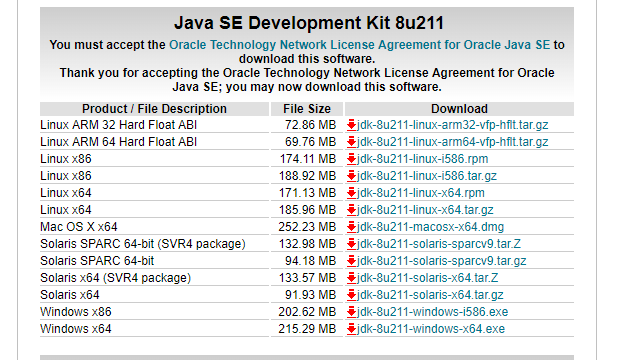 Java SE Development Kit 8u211
You must accept the Oracle Technology Network License Agreement for Oracle Java SE to
download this software.
Thank you for accepting the Oracle Technology Network License Agreement for Oracle
Java SE; you may now download this software.
Product / File Description File Size Download
Linux ARM 32 Hard Float ABI 72.86 MB jdk-8u211-linux-arm32-vfp-hflt.tar.gz
Linux ARM 64 Hard Float ABI 69.76 MB jdk-8u211-linux-arm64-vfp-hflt.tar.gz
Linux x86 174.11 MB jdk-8u211-linux-i586.rpm
Linux x86 188.92 MB jdk-8u211-linux-i586.tar.gz
Linux x64 171.13 MB jdk-8u211-linux-x64.rpm
Linux x64 185.96 MB jdk-8u211-linux-x64.tar.gz
Mac OS X x64 252.23 MB jdk-8u211-macosx-x64.dmg
Solaris SPARC 64-bit (SVR4 package) 132.98 MB jdk-8u211-solaris-sparcv9.tar.Z
Solaris SPARC 64-bit 94.18 MB jdk-8u211-solaris-sparcv9.tar.gz
Solaris x64 (SVR4 package) 133.57 MB jdk-8u211-solaris-x64.tar.Z
Solaris x64 91.93 MB jdk-8u211-solaris-x64.tar.gz
Windows x86 202.62 MB jdk-8u211-windows-i586.exe
Windows x64 215.29 MB jdk-8u211-windows-x64.exe